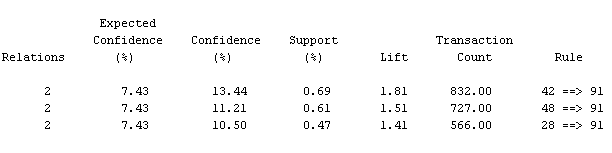 Expected
Confidence Confidence Support Transaction
Relations (%) (%) (%) Lift Count Rule
2 7.43 13.44 0.69 1.81 832.00 42 ==> 91
2 7.43 11.21 0.61 1.51 727.00 48 ==> 91
2 7.43 10.50 0.47 1.41 566.00 28 ==> 91